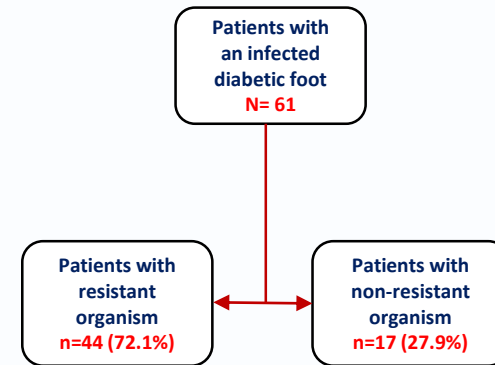 Patients with
an infected
diabetic foot
N= 61
Patients with
resistant
organism
n=44 (72.1%)
Patients with
non-resistant
organism
n=17 (27.9%)